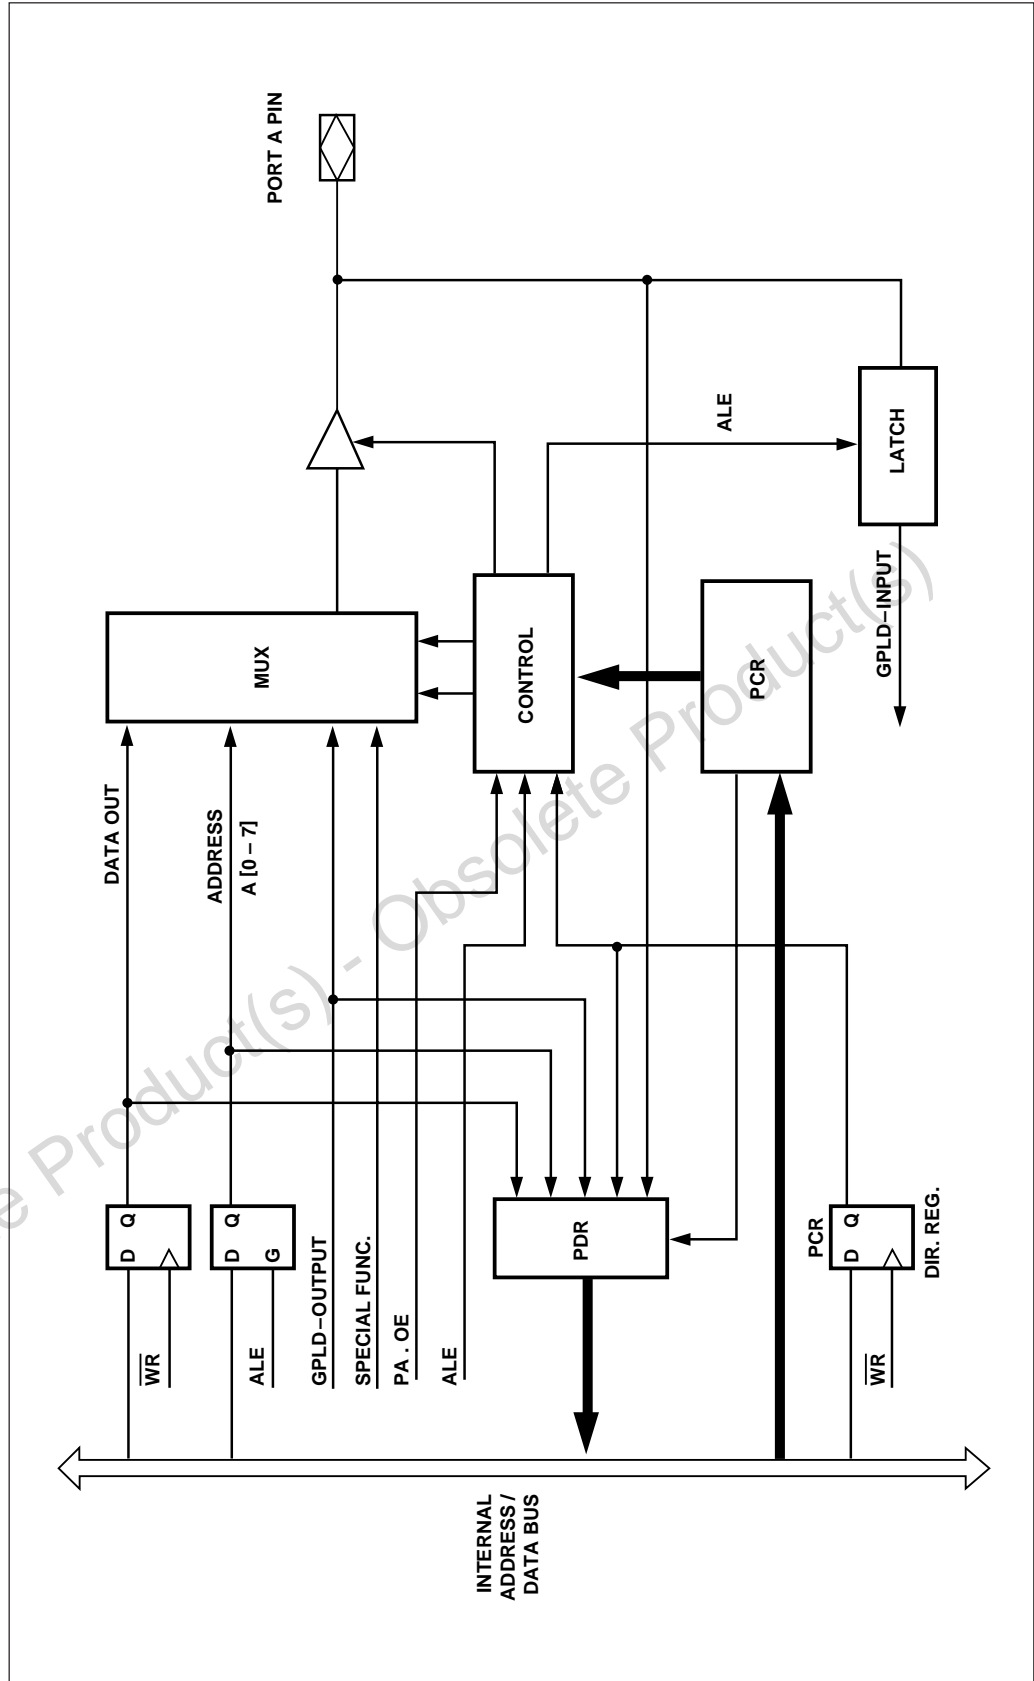 PORT A PIN
DATA OUT
ADDRESS
A [0 – 7]
MUX
CONTROL
PCR
ALE
LATCH
GPLD–INPUT
D Q
WR
D Q
G
ALE
GPLD–OUTPUT
SPECIAL FUNC.
PA . OE
ALE
PDR
PCR
D Q
DIR. REG.
WR
INTERNAL
ADDRESS /
DATA BUS
e Product(s) - Obsolete Product(s)